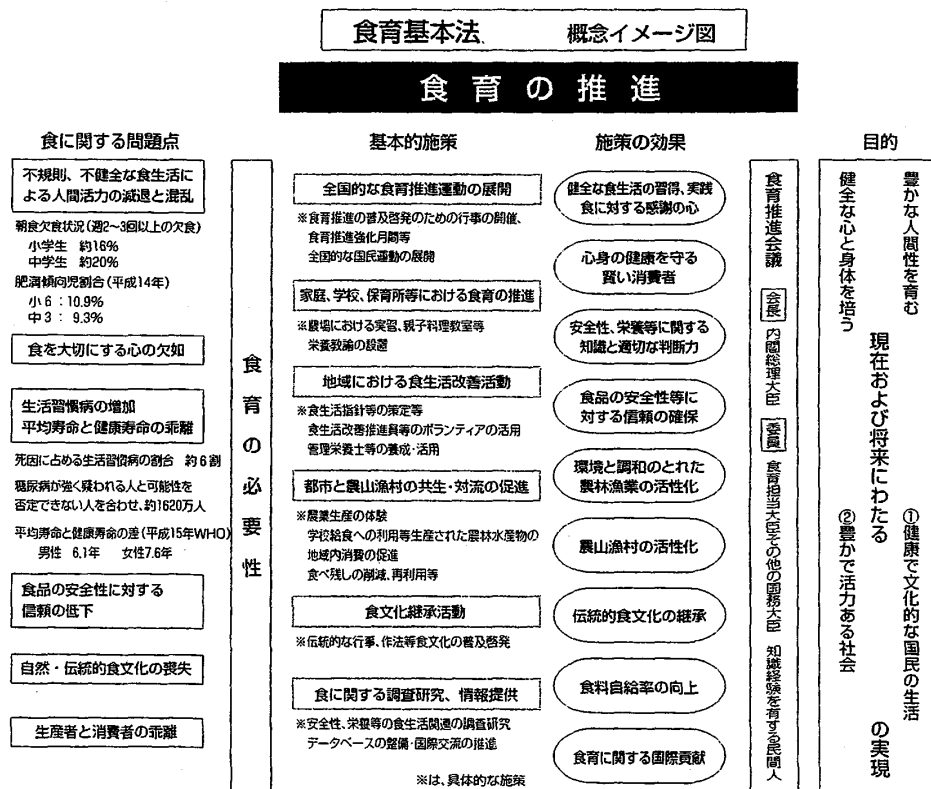 食育基本法、 概念イメージ図
食育の推進
食に関する問題点
不規則、不健全な食生活に
よる人間活力の減退と混乱
朝食欠食状況(週2~3回以上の欠食)
小学生 約16%
中学生 約20%
肥満傾向児割合(平成14年)
小6:10.9%
中3:9.3%
食を大切にする心の欠如
生活習慣病の増加
平均寿命と健康寿命の乖離
死因に占める生活習慣病の割合 約6割
糖尿病が強く疑われる人と可能性を
否定できない人を合わせ、約1620万人
平均寿命と健康寿命の差(平成15年WHO)
男性 6.1年 女性7.6年
食品の安全性に対する
信頼の低下
自然・伝統的食文化の喪失
生産者と消費者の乖離
食育の必要性
基本的施策
全国的な食育推進運動の展開
※食育推進の普及啓発のための行事の開催、
食育推進強化月間等
全国的な国民運動の展開
家庭、学校、保育所等における食育の推進
※農場における実習、親子料理教室等
栄養教諭の設置
地域における食生活改善活動
※食生活指針等の策定等
食生活改善推進員等のボランティアの活用
管理栄養士等の養成・活用
都市と農山漁村の共生・対流の促進
※農業生産の体験
学校給食への利用等生産された農林水産物の
地域内消費の促進
食べ残しの削減、再利用等
食文化継承活動
※伝統的な行事、作法等食文化の普及啓発
食に関する調査研究、情報提供
※安全性、栄養等の食生活関連の調査研究
データベースの整備・国際交流の推進
※は、具体的な施策
施策の効果
健全な食生活の習得、実践
食に対する感謝の心
心身の健康を守る
賢い消費者
安全性、栄養等に関する
知識と適切な判断力
食品の安全性等に
対する信頼の確保
環境と調和のとれた
農林漁業の活性化
農山漁村の活性化
伝統的食文化の継承
食料自給率の向上
食育に関する国際貢献
食育推進会議 会長 内閣総理大臣 委員 食育担当大臣その他の国務大臣 知識経験を有する民間人
目的
豊かな人間性を育む
健全な心と身体を培う
現在および将来にわたる
①健康で文化的な国民の生活
②豊かで活力ある社会
の実現